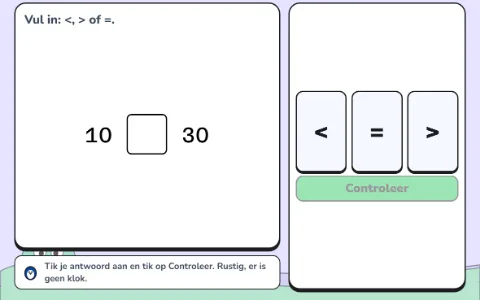 Vul in: <, > of =.
10 30
< = >
Controleer
Tik je antwoord aan en tik op Controleer. Rustig, er is
geen klok.